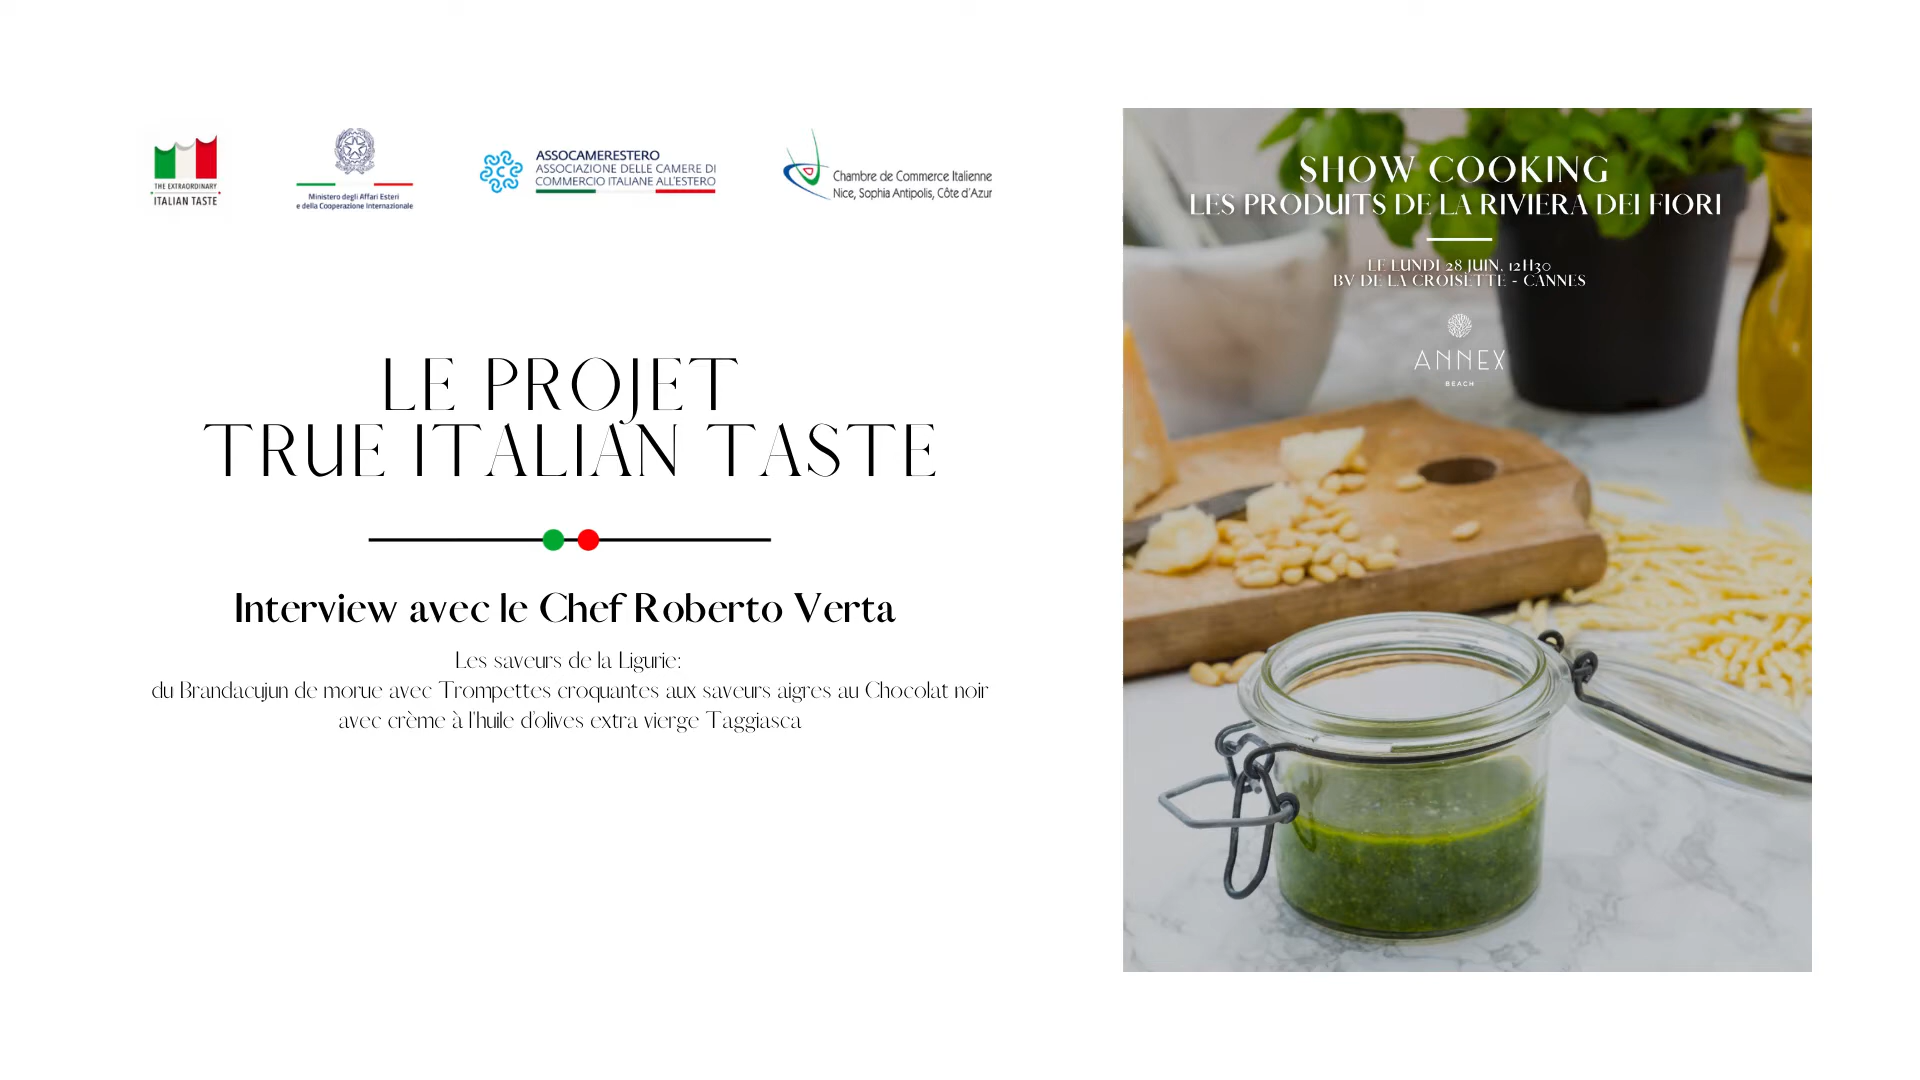 THE EXTRAORDINARY
ITALIAN TASTE
Ministero degli Affari Esteri
e della Cooperazione Internazionale
ASSOCAMERESTERO
ASSOCIAZIONE DELLE CAMERE DI
COMMERCIO ITALIANE ALL'ESTERO
Chambre de Commerce Italienne
Nice, Sophia Antipolis, Côte d'Azur
LE PROJET
TRUE ITALIAN TASTE
Interview avec le Chef Roberto Verta
Les saveurs de la Ligurie:
du Brandacujun de morue avec Trompettes croquantes aux saveurs aigres au Chocolat noir
avec crème à l'huile d'olives extra vierge Taggiasca
SHOW COOKING
LES PRODUITS DE LA RIVIERA DEI FIORI
LE LUNDI 28 JUIN, 12H30
BV DE LA CROISETTE - CANNES
ANNEX
BEACH